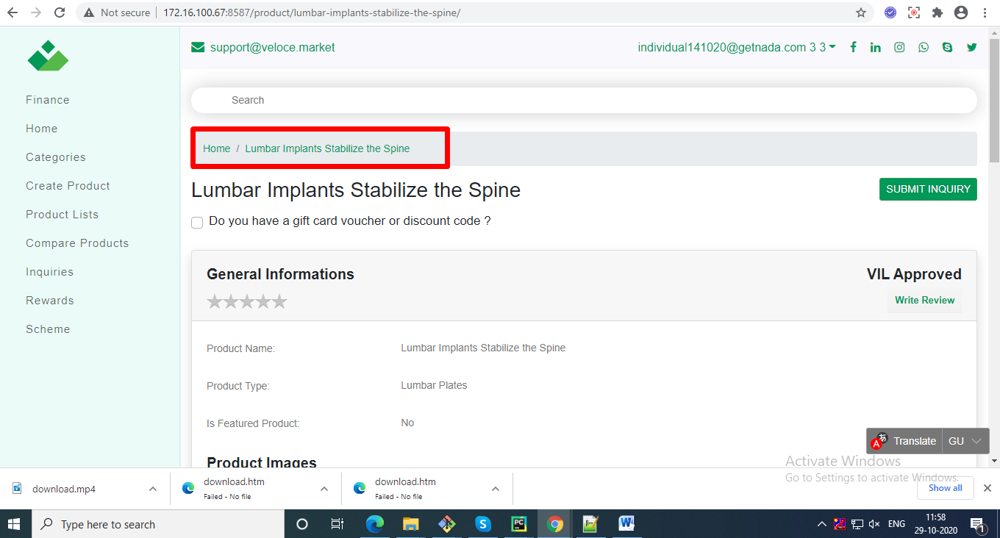 Not secure | 172.16.100.67:8587/product/lumbar-implants-stabilize-the-spine/
support@veloce.market
individual141020@getnada.com 3 3
Finance
Home
Categories
Create Product
Product Lists
Compare Products
Inquiries
Rewards
Scheme
Search
Home / Lumbar Implants Stabilize the Spine
Lumbar Implants Stabilize the Spine
SUBMIT INQUIRY
Do you have a gift card voucher or discount code ?
General Informations
VIL Approved
Write Review
Product Name:
Lumbar Implants Stabilize the Spine
Product Type:
Lumbar Plates
Is Featured Product:
No
Product Images
Translate GU
Activate Windows
Go to Settings to activate Windows.
download.mp4
download.htm
Failed - No file
download.htm
Failed - No file
Show all
Type here to search
ENG
11:58
29-10-2020
1